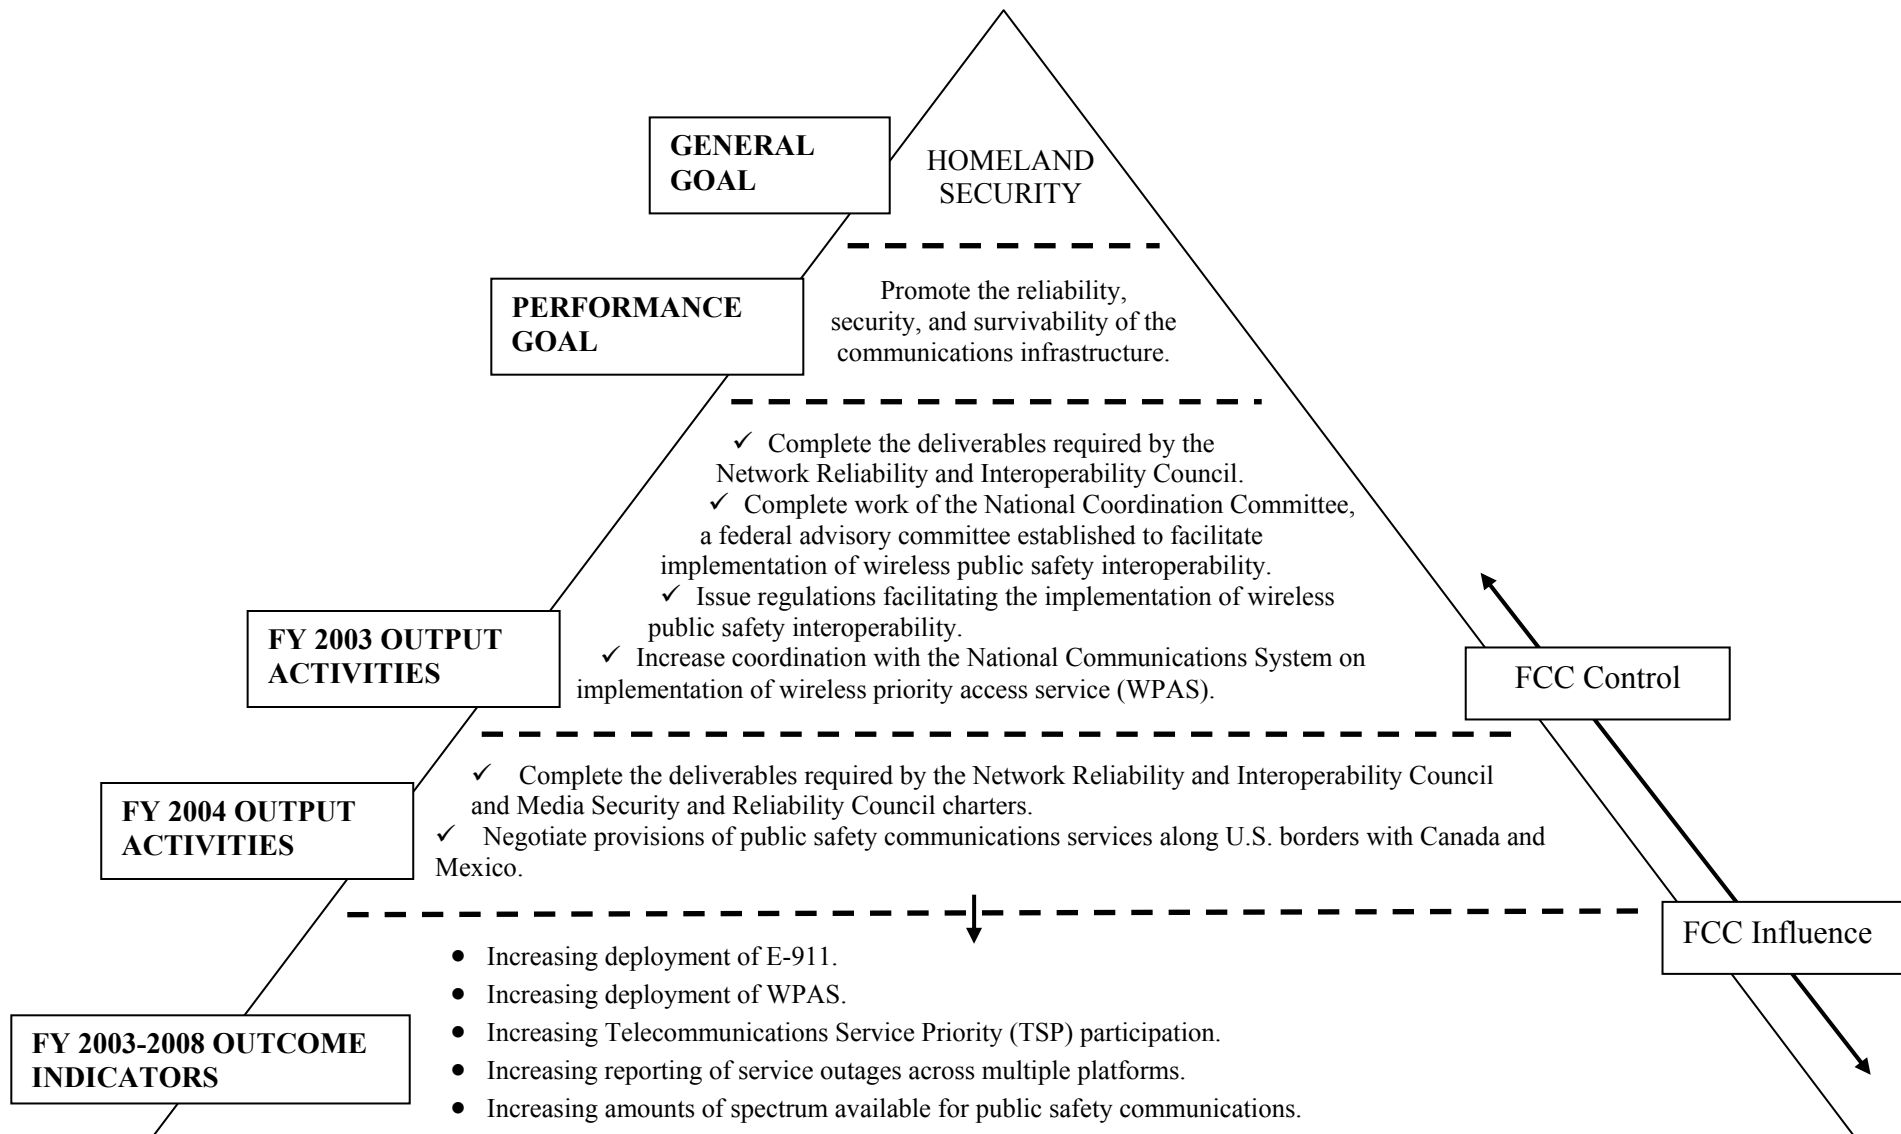 GENERAL
GOAL
HOMELAND
SECURITY
PERFORMANCE
GOAL
Promote the reliability,
security, and survivability of the
communications infrastructure.
FY 2003 OUTPUT
ACTIVITIES
✓ Complete the deliverables required by the
Network Reliability and Interoperability Council.
✓ Complete work of the National Coordination Committee,
a federal advisory committee established to facilitate
implementation of wireless public safety interoperability.
✓ Issue regulations facilitating the implementation of wireless
public safety interoperability.
✓ Increase coordination with the National Communications System on
implementation of wireless priority access service (WPAS).
FCC Control
FY 2004 OUTPUT
ACTIVITIES
✓ Complete the deliverables required by the Network Reliability and Interoperability Council
and Media Security and Reliability Council charters.
✓ Negotiate provisions of public safety communications services along U.S. borders with Canada and
Mexico.
FCC Influence
FY 2003-2008 OUTCOME
INDICATORS
• Increasing deployment of E-911.
• Increasing deployment of WPAS.
• Increasing Telecommunications Service Priority (TSP) participation.
• Increasing reporting of service outages across multiple platforms.
• Increasing amounts of spectrum available for public safety communications.